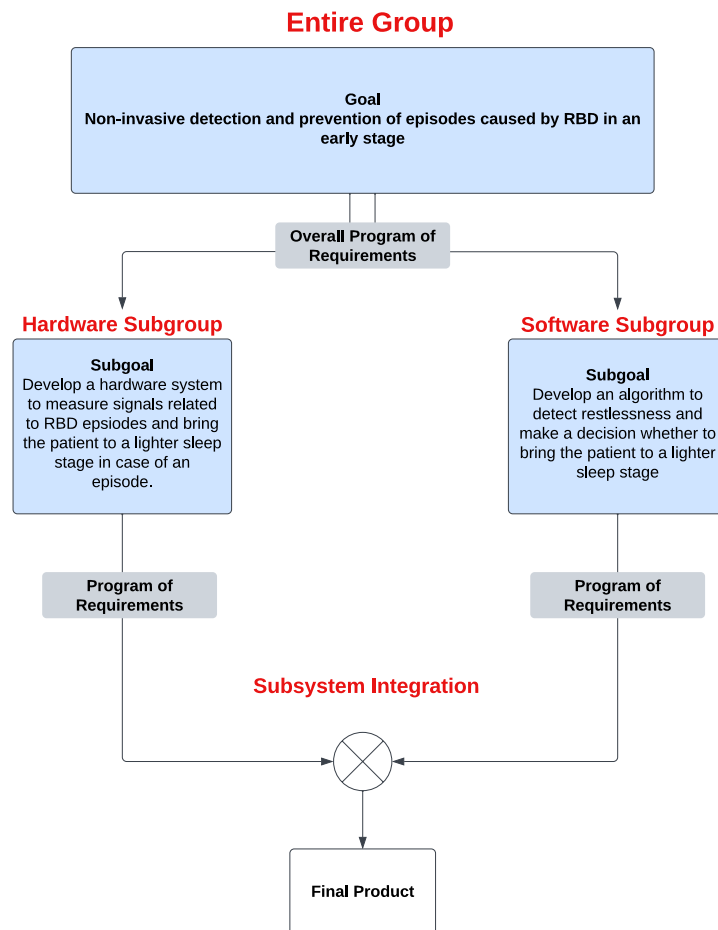 Entire Group
Goal
Non-invasive detection and prevention of episodes caused by RBD in an
early stage
Overall Program of
Requirements
Hardware Subgroup
Subgoal
Develop a hardware system
to measure signals related
to RBD epsiodes and bring
the patient to a lighter sleep
stage in case of an
episode.
Software Subgroup
Subgoal
Develop an algorithm to
detect restlessness and
make a decision whether to
bring the patient to a lighter
sleep stage
Program of
Requirements
Program of
Requirements
Subsystem Integration
Final Product